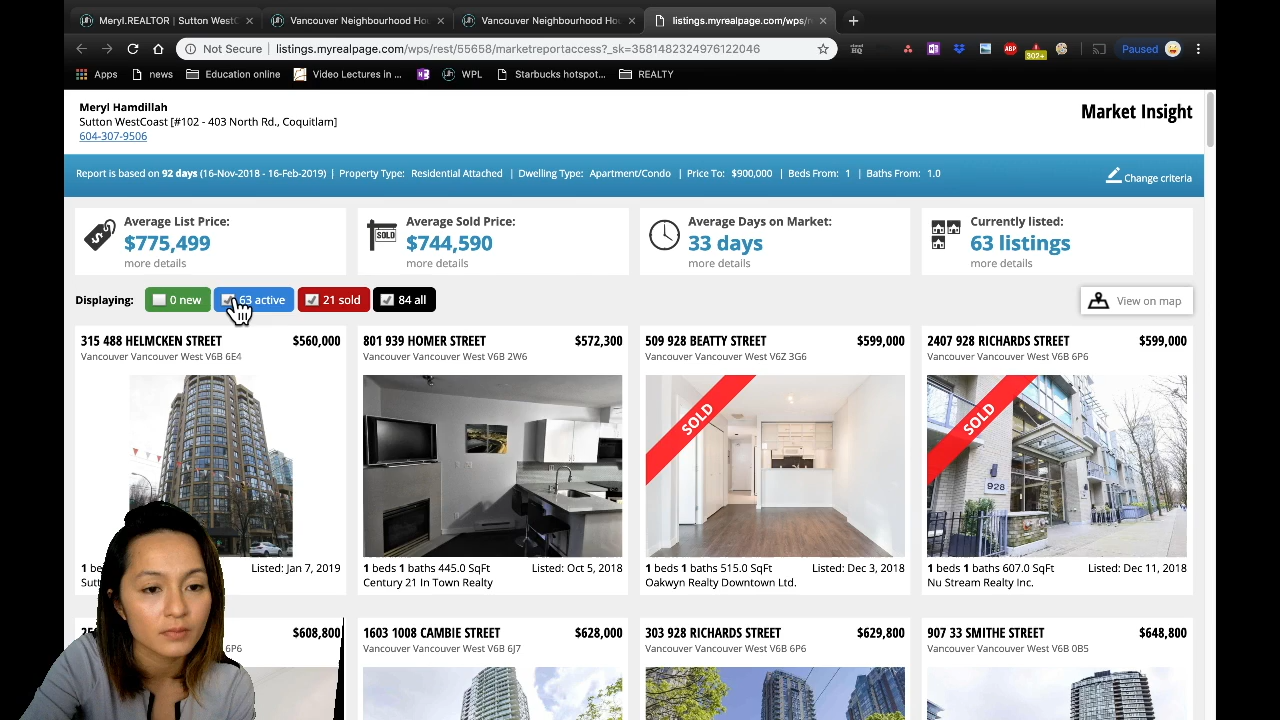 Meryl.REALTOR | Sutton WestC
Vancouver Neighbourhood Hou
Vancouver Neighbourhood Hou
listings.myrealpage.com/wps/r
Not Secure | listings.myrealpage.com/wps/rest/55658/marketreportaccess?_sk=3581482324976122046
ABP
302+
Paused
Apps
news
Education online
Video Lectures in ...
WPL
Starbucks hotspot...
REALTY
Meryl Hamdillah
Sutton WestCoast [#102 - 403 North Rd., Coquitlam]
604-307-9506
Market Insight
Report is based on 92 days (16-Nov-2018 - 16-Feb-2019) | Property Type: Residential Attached | Dwelling Type: Apartment/Condo | Price To: $900,000 | Beds From: 1 | Baths From: 1.0
Change criteria
Average List Price:
$775,499
more details
SOLD
Average Sold Price:
$744,590
more details
Average Days on Market:
33 days
more details
Currently listed:
63 listings
more details
Displaying:
0 new
63 active
21 sold
84 all
View on map
315 488 HELMCKEN STREET $560,000
Vancouver Vancouver West V6B 6E4
1 beds 1 baths 445.0 SqFt Listed: Oct 5, 2018
Listed: Jan 7, 2019
Sutt
801 939 HOMER STREET $572,300
Vancouver Vancouver West V6B 2W6
Century 21 In Town Realty
509 928 BEATTY STREET $599,000
Vancouver Vancouver West V6Z 3G6
SOLD
1 beds 1 baths 515.0 SqFt Listed: Dec 3, 2018
Oakwyn Realty Downtown Ltd.
2407 928 RICHARDS STREET $599,000
Vancouver Vancouver West V6B 6P6
SOLD
928
1 beds 1 baths 607.0 SqFt Listed: Dec 11, 2018
Nu Stream Realty Inc.
$608,800
6P6
1603 1008 CAMBIE STREET $628,000
Vancouver Vancouver West V6B 6J7
303 928 RICHARDS STREET $629,800
Vancouver Vancouver West V6B 6P6
907 33 SMITHE STREET $648,800
Vancouver Vancouver West V6B 0B5